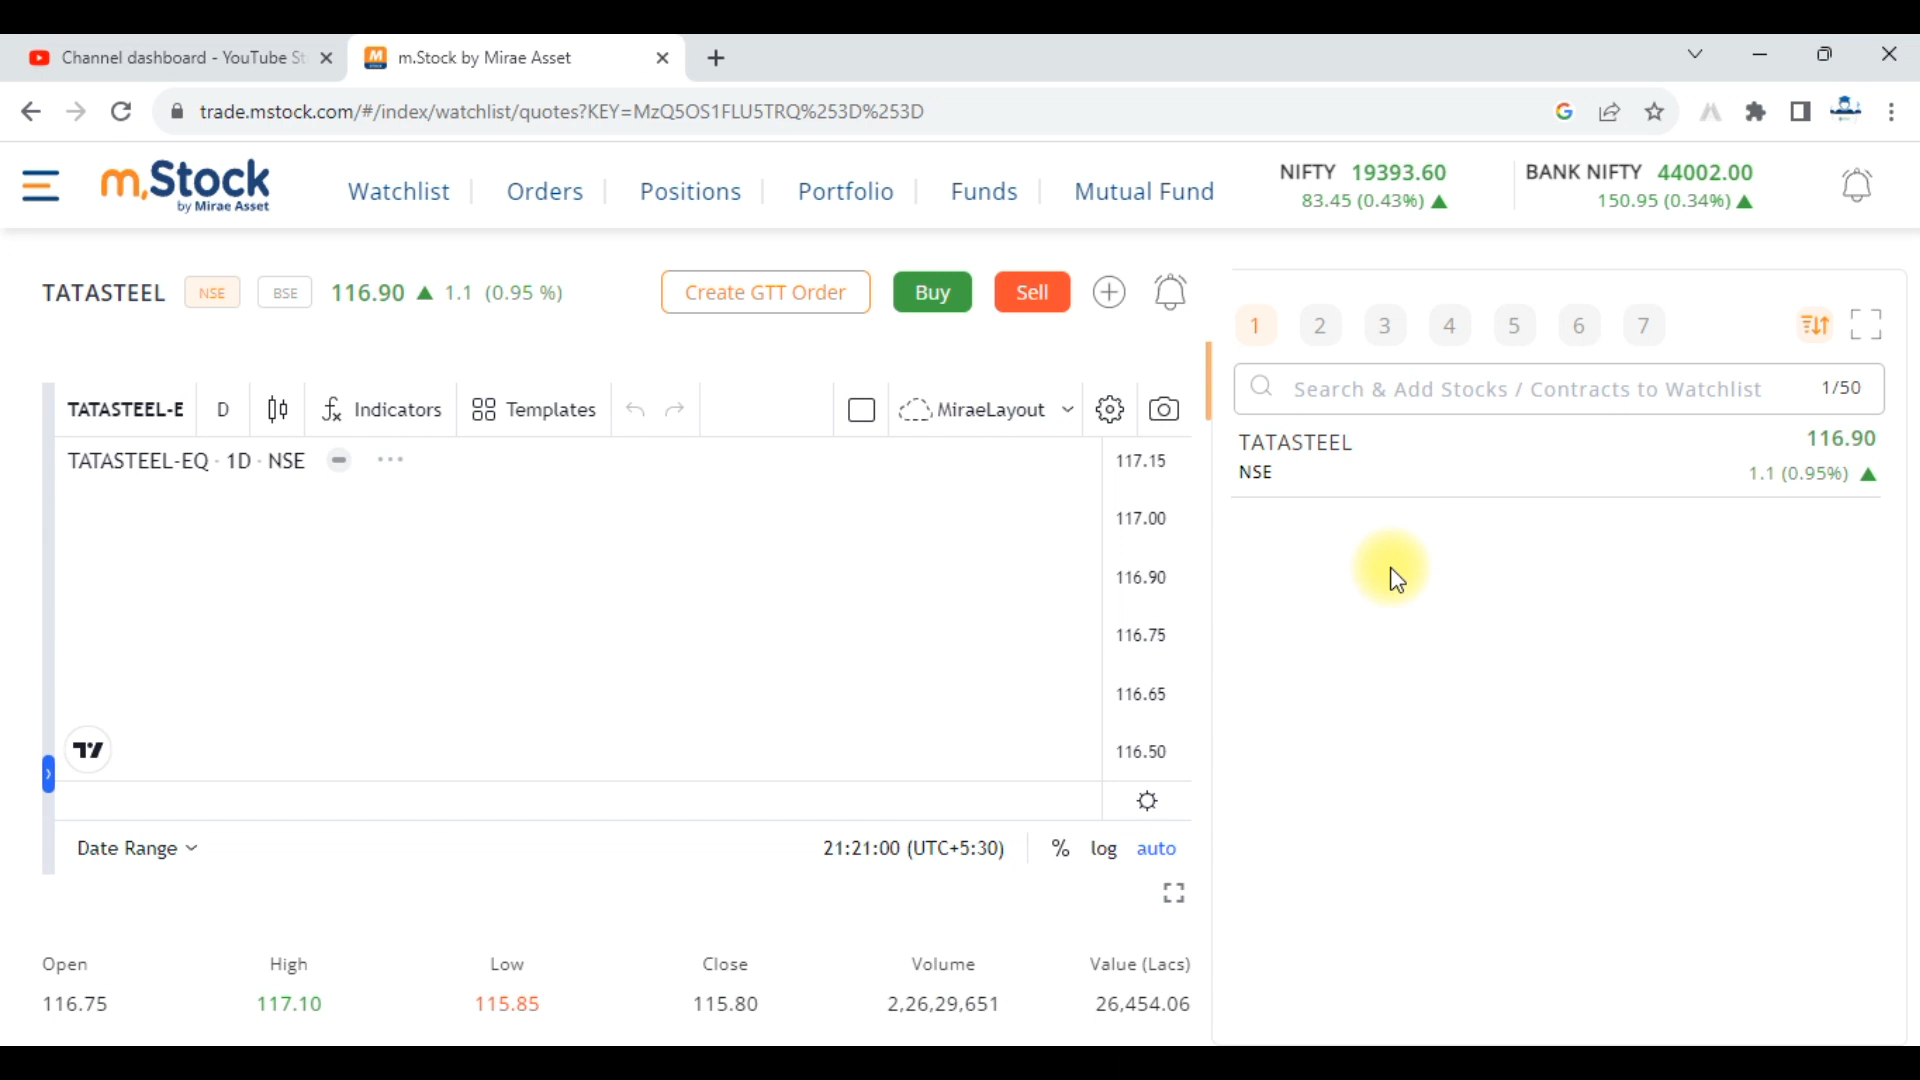 Channel dashboard - YouTube St
m.Stock by Mirae Asset
trade.mstock.com/#/index/watchlist/quotes?KEY=MzQ5OS1FLU5TRQ%253D%253D
m.Stock
by Mirae Asset
Watchlist
Orders
Positions
Portfolio
Funds
Mutual Fund
NIFTY 19393.60
83.45 (0.43%) ▲
BANK NIFTY 44002.00
150.95 (0.34%) ▲
TATASTEEL NSE BSE 116.90 ▲ 1.1 (0.95 %)
Create GTT Order
Buy
Sell
TATASTEEL-E D Indicators Templates MiraeLayout
TATASTEEL-EQ · 1D · NSE
117.15
117.00
116.90
116.75
116.65
116.50
Date Range
21:21:00 (UTC+5:30) % log auto
Open High Low Close Volume Value (Lacs)
116.75 117.10 115.85 115.80 2,26,29,651 26,454.06
1 2 3 4 5 6 7
Search & Add Stocks / Contracts to Watchlist 1/50
TATASTEEL 116.90
NSE 1.1 (0.95%) ▲